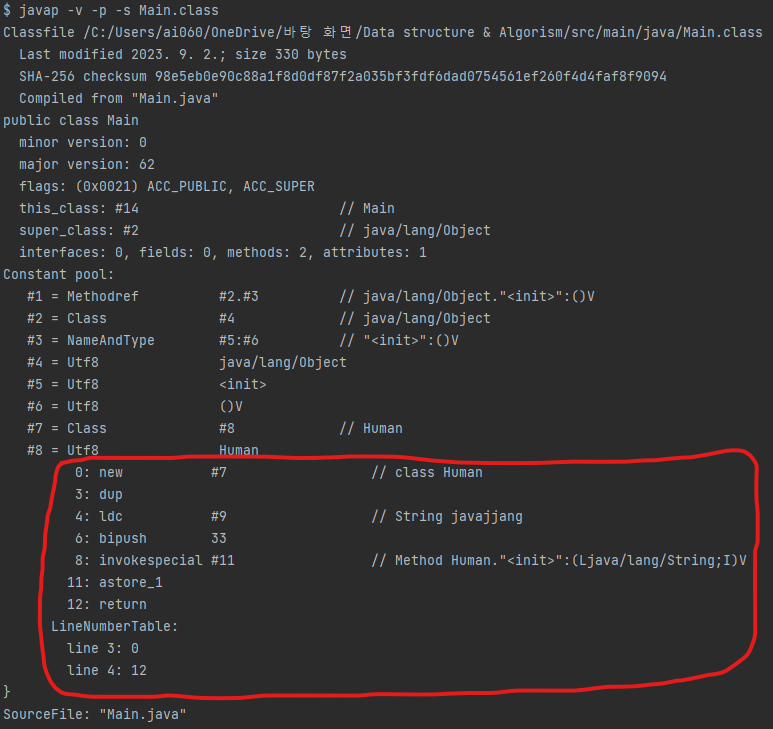 $ javap -v -p -s Main.class
Classfile /C:/Users/ai060/OneDrive/바탕 화면/Data structure & Algorism/src/main/java/Main.class
  Last modified 2023. 9. 2.; size 330 bytes
  SHA-256 checksum 98e5eb0e90c88a1f8d0df87f2a035bf3fdf6dad0754561ef260f4d4faf8f9094
  Compiled from "Main.java"
public class Main
  minor version: 0
  major version: 62
  flags: (0x0021) ACC_PUBLIC, ACC_SUPER
  this_class: #14                         // Main
  super_class: #2                         // java/lang/Object
  interfaces: 0, fields: 0, methods: 2, attributes: 1
Constant pool:
   #1 = Methodref          #2.#3          // java/lang/Object."<init>":()V
   #2 = Class              #4             // java/lang/Object
   #3 = NameAndType        #5:#6          // "<init>":()V
   #4 = Utf8               java/lang/Object
   #5 = Utf8               <init>
   #6 = Utf8               ()V
   #7 = Class              #8             // Human
   #8 = Utf8               Human
         0: new           #7                  // class Human
         3: dup
         4: ldc           #9                  // String javajjang
         6: bipush        33
         8: invokespecial #11                 // Method Human."<init>":(Ljava/lang/String;I)V
        11: astore_1
        12: return
      LineNumberTable:
        line 3: 0
        line 4: 12
}
SourceFile: "Main.java"